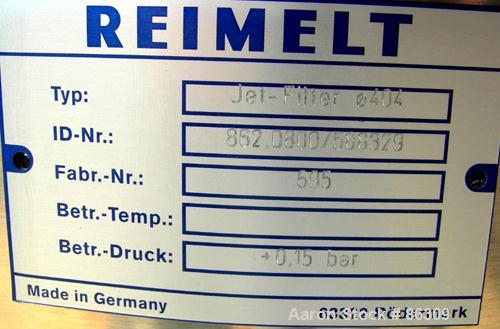 REIMELT
Typ: Jet-Filter ø404
ID-Nr.: 862.0800/588329
Fabr.-Nr.: 595
Betr.-Temp.:
Betr.-Druck: +0,15 bar
Made in Germany